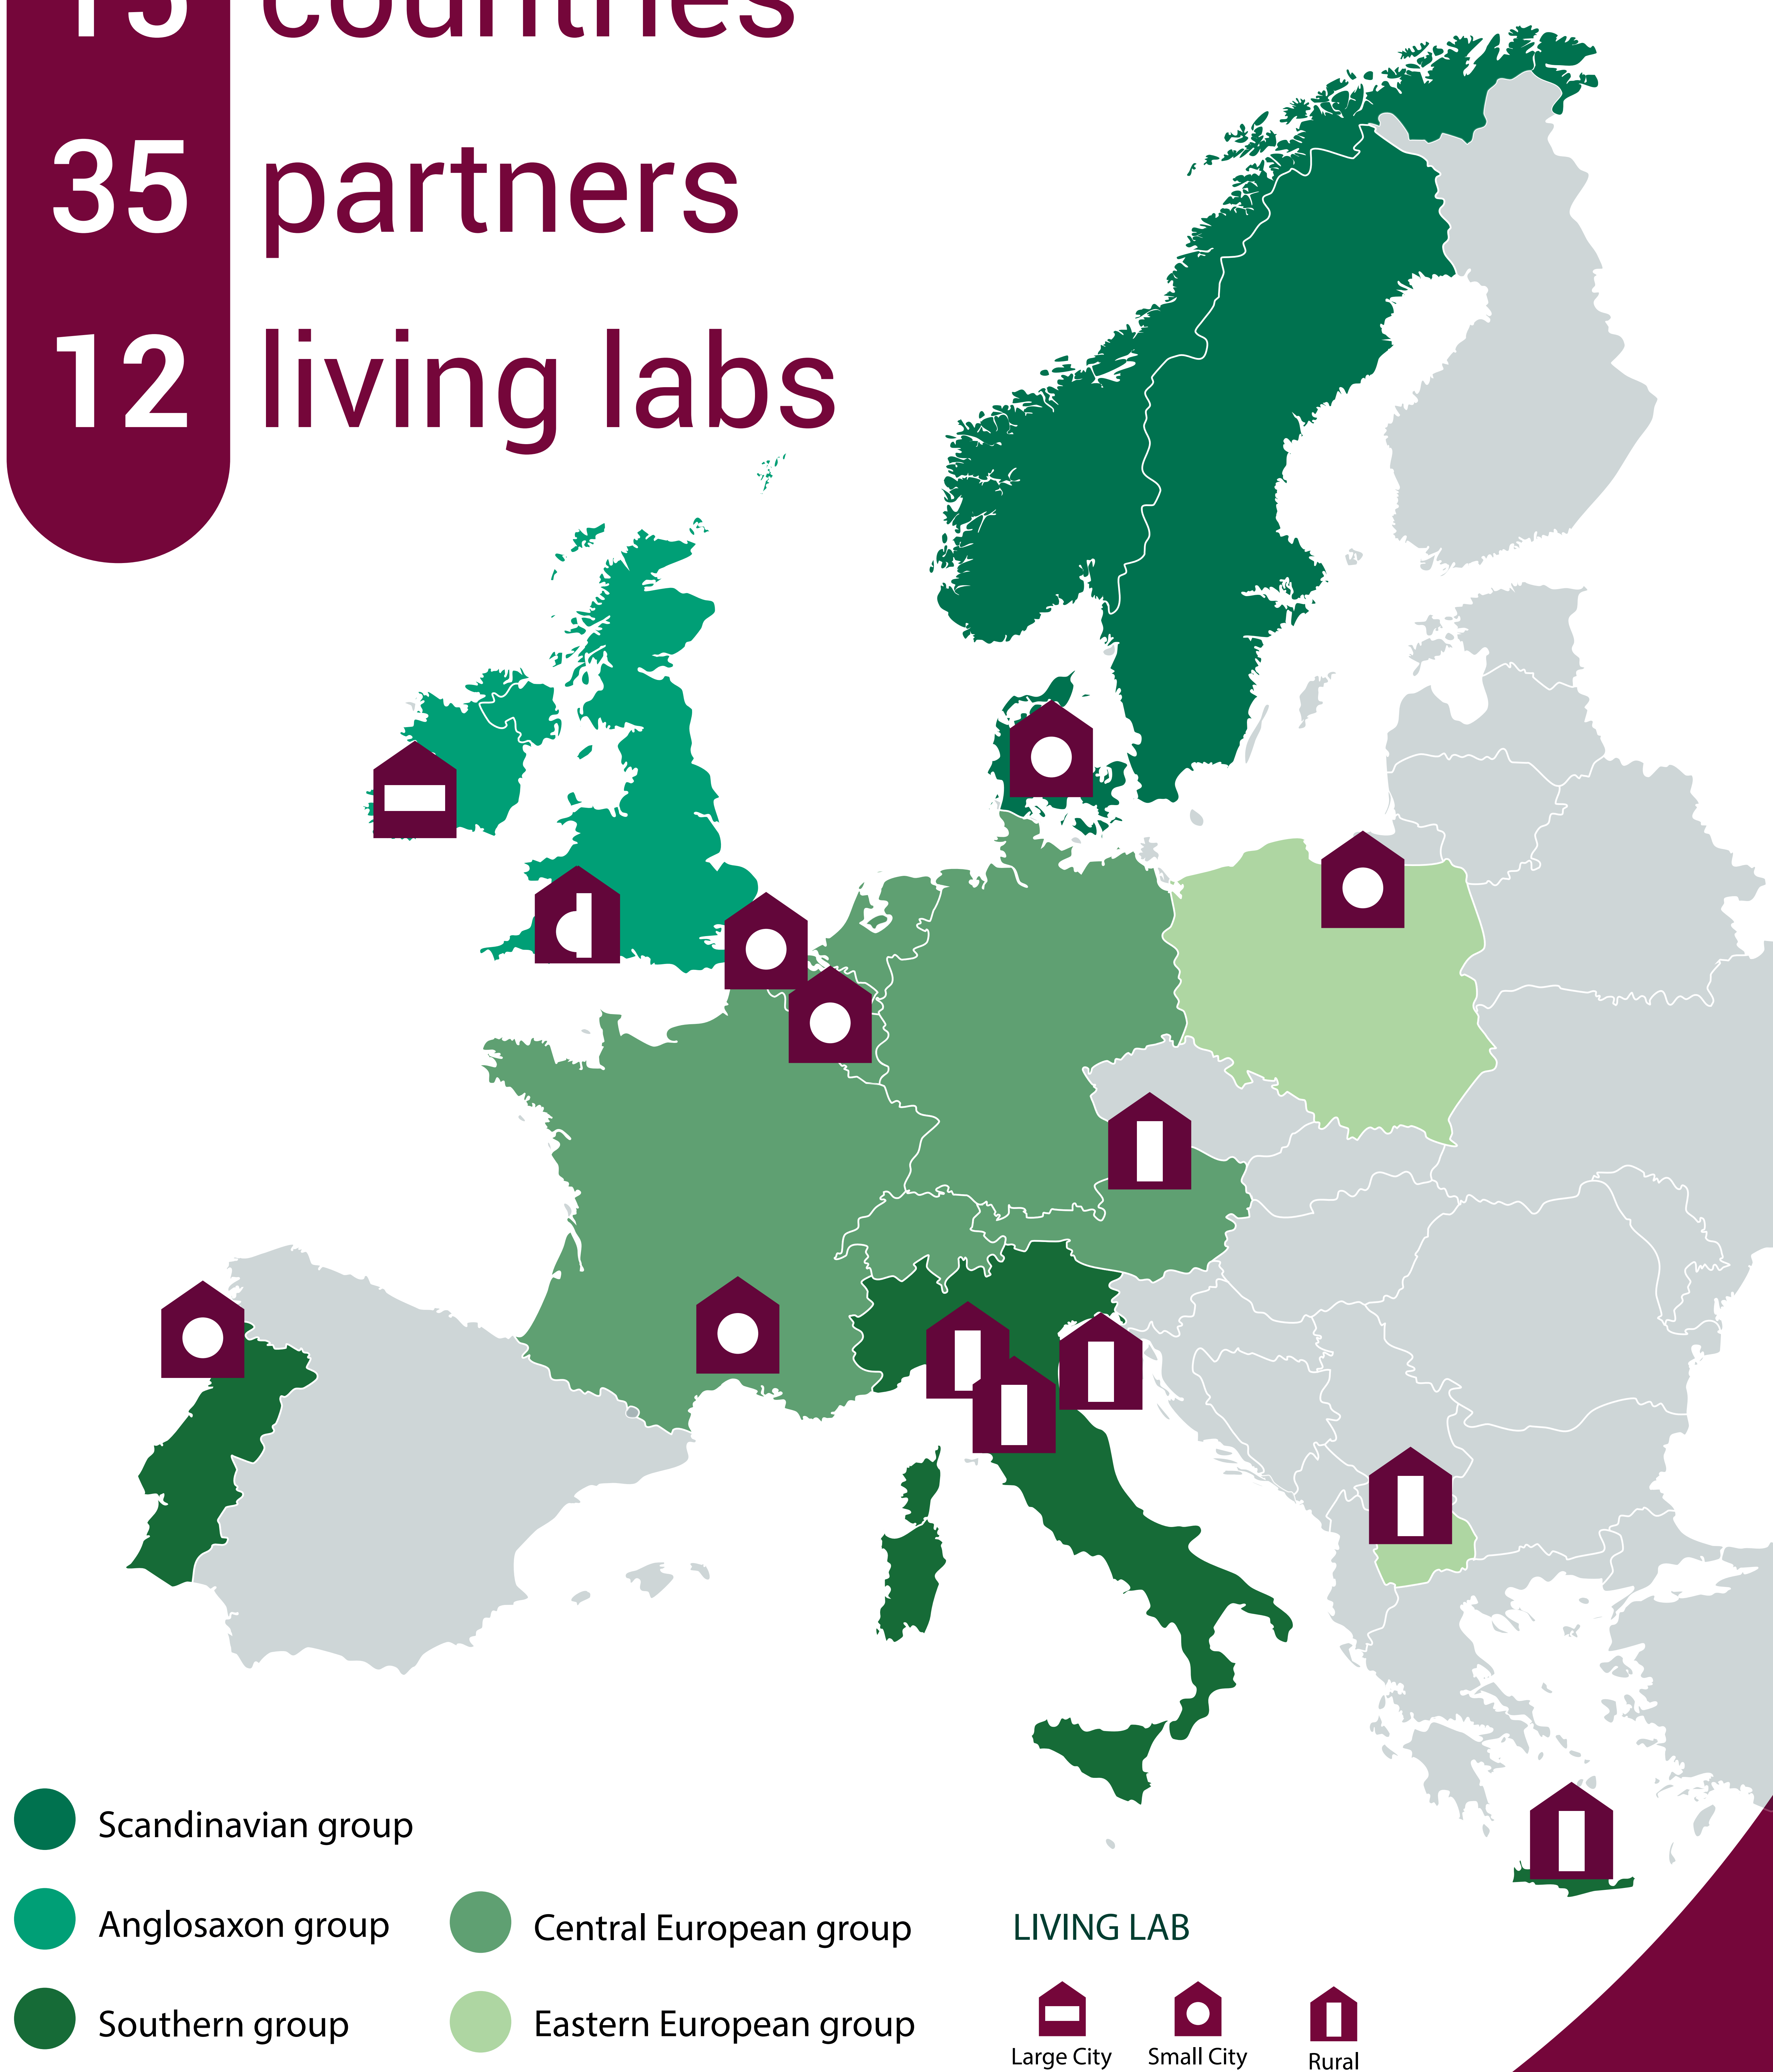 countries
35 partners
12 living labs
Scandinavian group
Anglosaxon group
Southern group
Central European group
Eastern European group
LIVING LAB
Large City
Small City
Rural